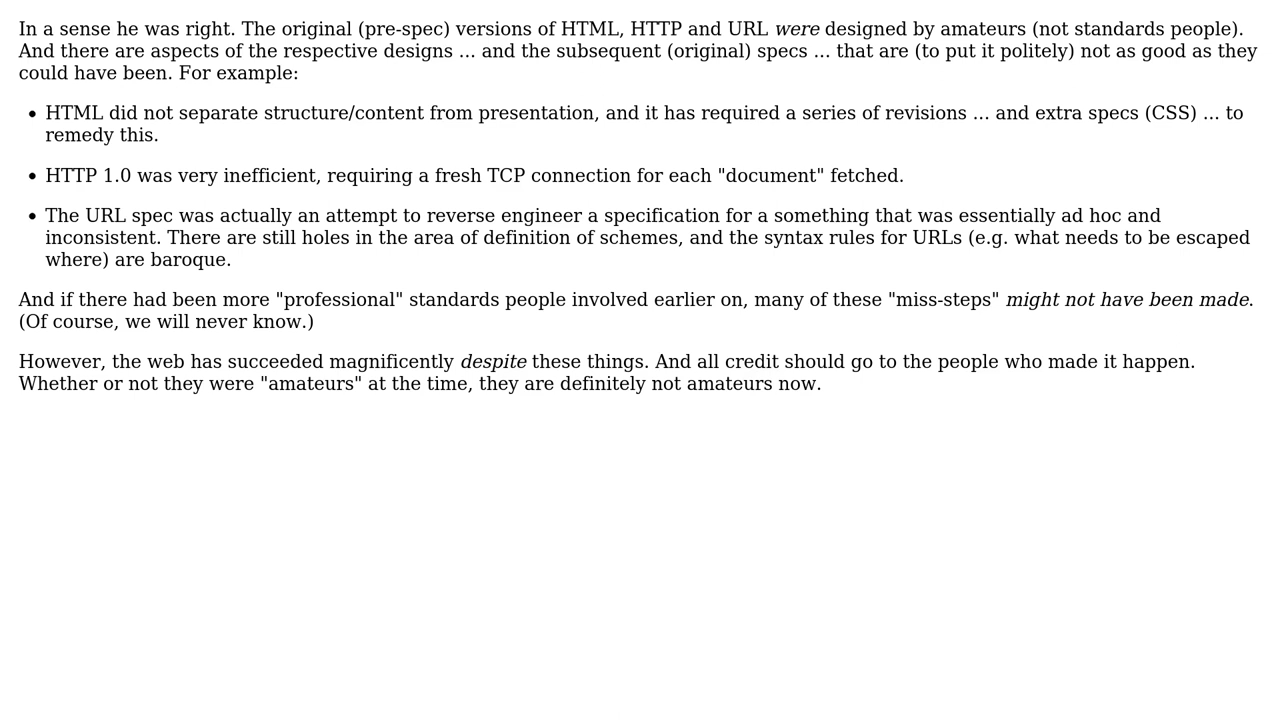 In a sense he was right. The original (pre-spec) versions of HTML, HTTP and URL were designed by amateurs (not standards people).
And there are aspects of the respective designs ... and the subsequent (original) specs ... that are (to put it politely) not as good as they
could have been. For example:
• HTML did not separate structure/content from presentation, and it has required a series of revisions ... and extra specs (CSS) ... to
remedy this.
• HTTP 1.0 was very inefficient, requiring a fresh TCP connection for each "document" fetched.
• The URL spec was actually an attempt to reverse engineer a specification for a something that was essentially ad hoc and
inconsistent. There are still holes in the area of definition of schemes, and the syntax rules for URLs (e.g. what needs to be escaped
where) are baroque.
And if there had been more "professional" standards people involved earlier on, many of these "miss-steps" might not have been made.
(Of course, we will never know.)
However, the web has succeeded magnificently despite these things. And all credit should go to the people who made it happen.
Whether or not they were "amateurs" at the time, they are definitely not amateurs now.